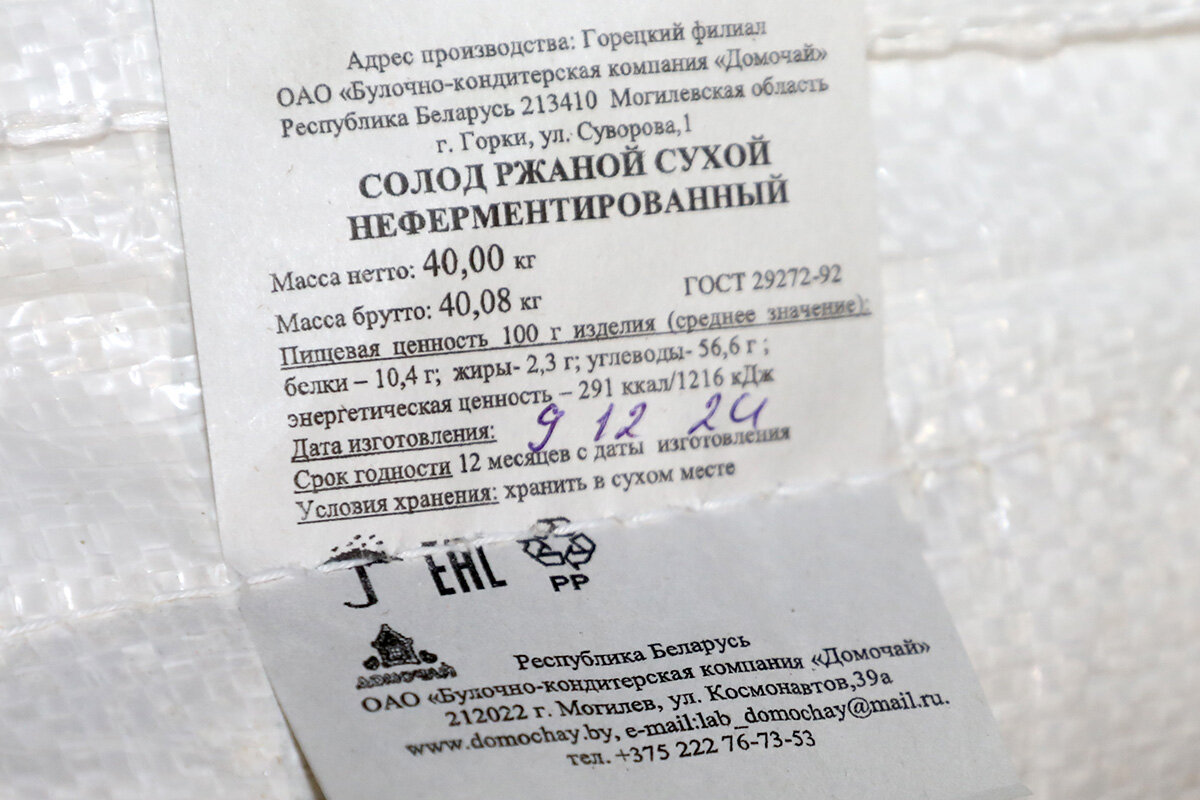 Адрес производства: Горецкий филиал
ОАО «Булочно-кондитерская компания «Домочай»
Республика Беларусь 213410 Могилевская область
г. Горки, ул. Суворова,1
СОЛОД РЖАНОЙ СУХОЙ
НЕФЕРМЕНТИРОВАННЫЙ
Масса нетто: 40,00 кг
Масса брутто: 40,08 кг ГОСТ 29272-92
Пищевая ценность 100 г изделия (среднее значение):
белки – 10,4 г; жиры- 2,3 г; углеводы- 56,6 г ;
энергетическая ценность – 291 ккал/1216 кДж
Дата изготовления: 9 12 24
Срок годности 12 месяцев с даты изготовления
Условия хранения: хранить в сухом месте
EAC
PP
ДОМОЧАЙ
Республика Беларусь
ОАО «Булочно-кондитерская компания «Домочай»
212022 г. Могилев, ул. Космонавтов,39а
www.domochay.by, e-mail:lab_domochay@mail.ru.
тел. +375 222 76-73-53